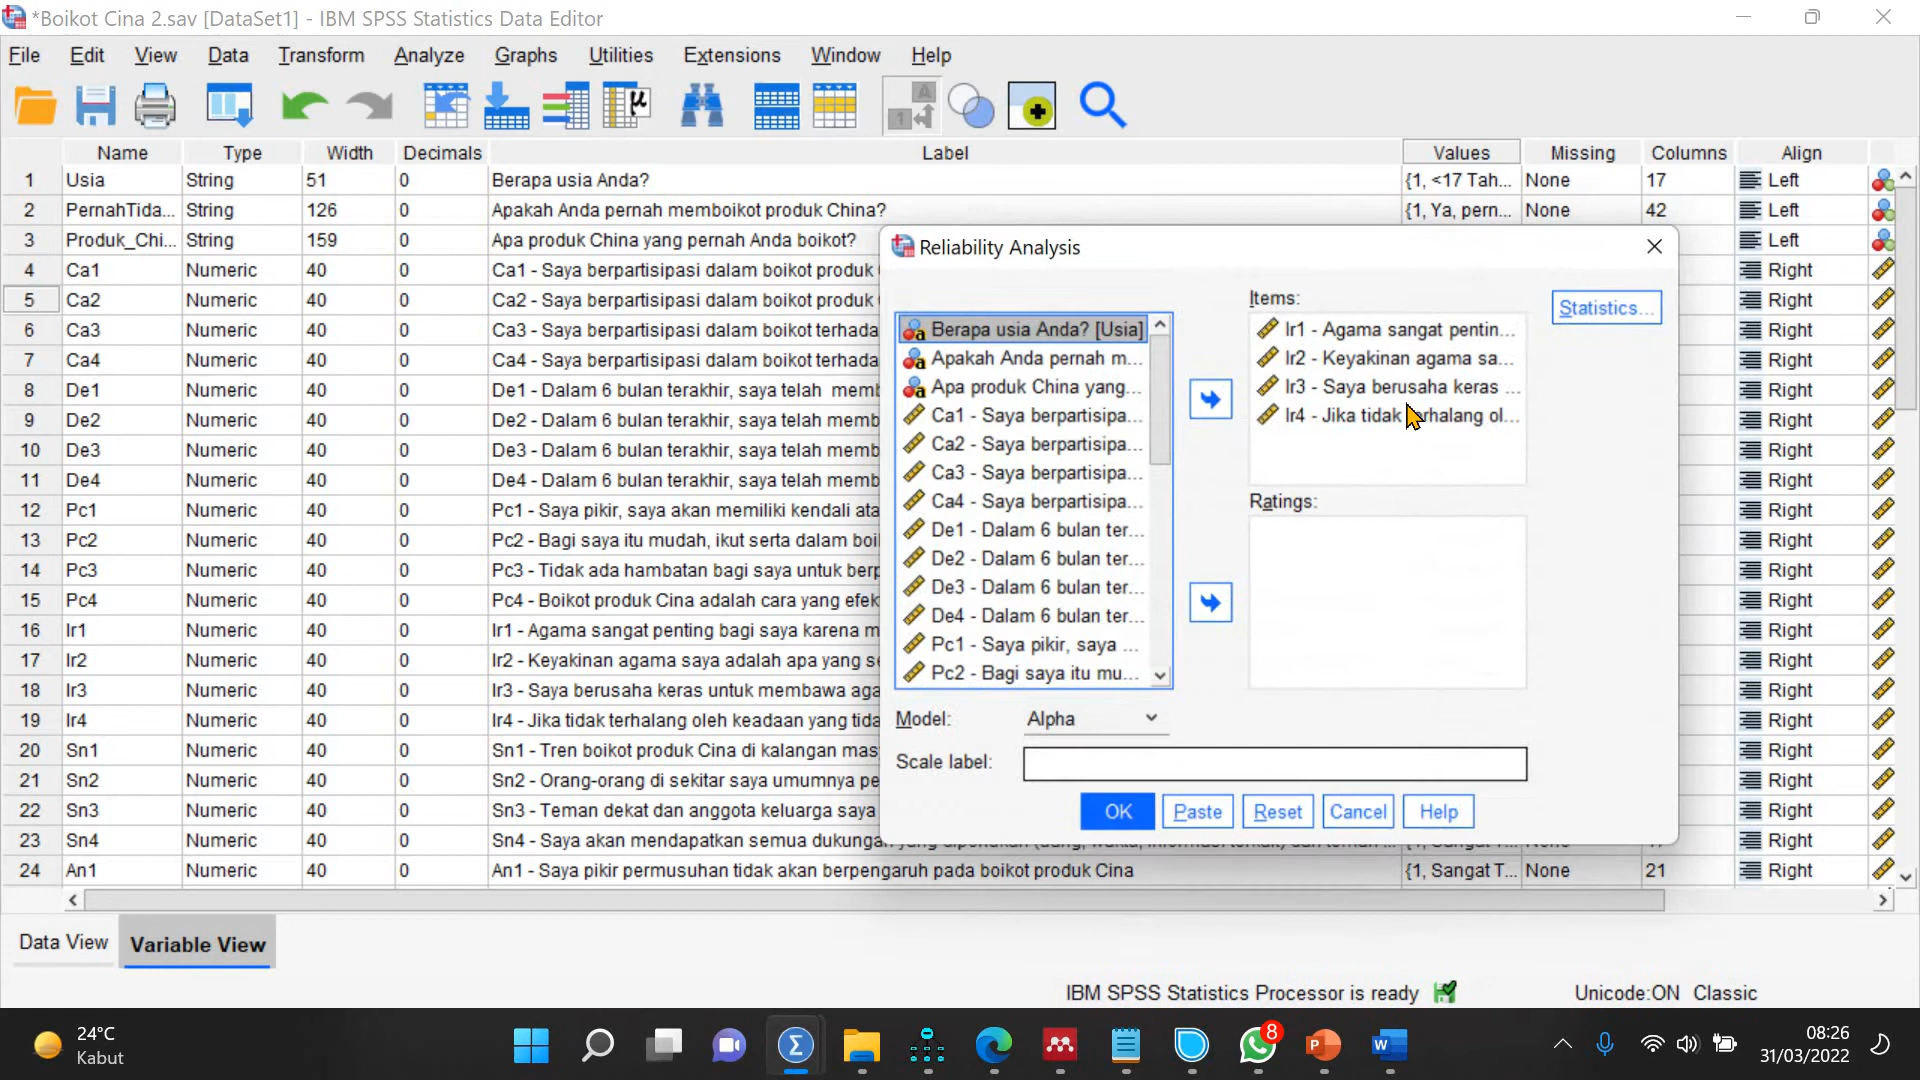 *Boikot Cina 2.sav [DataSet1] - IBM SPSS Statistics Data Editor
File Edit View Data Transform Analyze Graphs Utilities Extensions Window Help
Name Type Width Decimals Label Values Missing Columns Align
1 Usia String 51 0 Berapa usia Anda? {1, <17 Tah... None 17 Left
2 PernahTida... String 126 0 Apakah Anda pernah memboikot produk China? {1, Ya, pern... None 42 Left
3 Produk_Chi... String 159 0 Apa produk China yang pernah Anda boikot? Left
4 Ca1 Numeric 40 0 Ca1 - Saya berpartisipasi dalam boikot produk Right
5 Ca2 Numeric 40 0 Ca2 - Saya berpartisipasi dalam boikot produk Right
6 Ca3 Numeric 40 0 Ca3 - Saya berpartisipasi dalam boikot terhada Right
7 Ca4 Numeric 40 0 Ca4 - Saya berpartisipasi dalam boikot terhada Right
8 De1 Numeric 40 0 De1 - Dalam 6 bulan terakhir, saya telah memb Right
9 De2 Numeric 40 0 De2 - Dalam 6 bulan terakhir, saya telah memb Right
10 De3 Numeric 40 0 De3 - Dalam 6 bulan terakhir, saya telah memb Right
11 De4 Numeric 40 0 De4 - Dalam 6 bulan terakhir, saya telah memb Right
12 Pc1 Numeric 40 0 Pc1 - Saya pikir, saya akan memiliki kendali ata Right
13 Pc2 Numeric 40 0 Pc2 - Bagi saya itu mudah, ikut serta dalam boi Right
14 Pc3 Numeric 40 0 Pc3 - Tidak ada hambatan bagi saya untuk berp Right
15 Pc4 Numeric 40 0 Pc4 - Boikot produk Cina adalah cara yang efek Right
16 Ir1 Numeric 40 0 Ir1 - Agama sangat penting bagi saya karena m Right
17 Ir2 Numeric 40 0 Ir2 - Keyakinan agama saya adalah apa yang s Right
18 Ir3 Numeric 40 0 Ir3 - Saya berusaha keras untuk membawa aga Right
19 Ir4 Numeric 40 0 Ir4 - Jika tidak terhalang oleh keadaan yang tida Right
20 Sn1 Numeric 40 0 Sn1 - Tren boikot produk Cina di kalangan mas Right
21 Sn2 Numeric 40 0 Sn2 - Orang-orang di sekitar saya umumnya pe Right
22 Sn3 Numeric 40 0 Sn3 - Teman dekat dan anggota keluarga saya Right
23 Sn4 Numeric 40 0 Sn4 - Saya akan mendapatkan semua dukungan Right
24 An1 Numeric 40 0 An1 - Saya pikir permusuhan tidak akan berpengaruh pada boikot produk Cina {1, Sangat T... None 21 Right
Reliability Analysis
Berapa usia Anda? [Usia]
Apakah Anda pernah m...
Apa produk China yang...
Ca1 - Saya berpartisipa...
Ca2 - Saya berpartisipa...
Ca3 - Saya berpartisipa...
Ca4 - Saya berpartisipa...
De1 - Dalam 6 bulan ter...
De2 - Dalam 6 bulan ter...
De3 - Dalam 6 bulan ter...
De4 - Dalam 6 bulan ter...
Pc1 - Saya pikir, saya ...
Pc2 - Bagi saya itu mu...
Items:
Ir1 - Agama sangat pentin...
Ir2 - Keyakinan agama sa...
Ir3 - Saya berusaha keras ...
Ir4 - Jika tidak terhalang ol...
Statistics...
Ratings:
Model: Alpha
Scale label:
OK Paste Reset Cancel Help
Data View Variable View
IBM SPSS Statistics Processor is ready Unicode:ON Classic
24°C
Kabut
8
08:26
31/03/2022